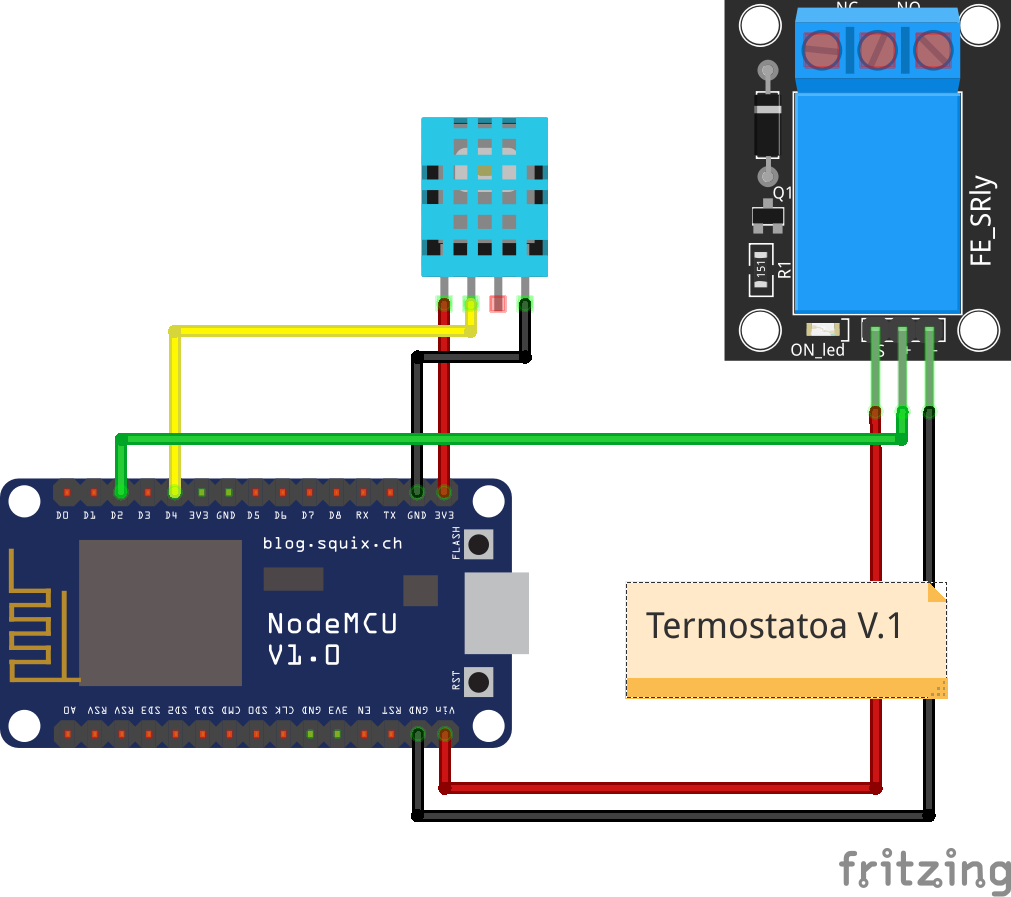 NC NO
Q1
FE_SRly
151
R1
ON_led
S + -
D0 D1 D2 D3 D4 3V3 GND D5 D6 D7 D8 RX TX GND 3V3
blog.squix.ch
FLASH
NodeMCU
V1.0
Termostatoa V.1
RST
A0 RSV RSV SD3 SD2 SD1 CMD SD0 CLK GND 3V3 EN RST GND Vin
fritzing